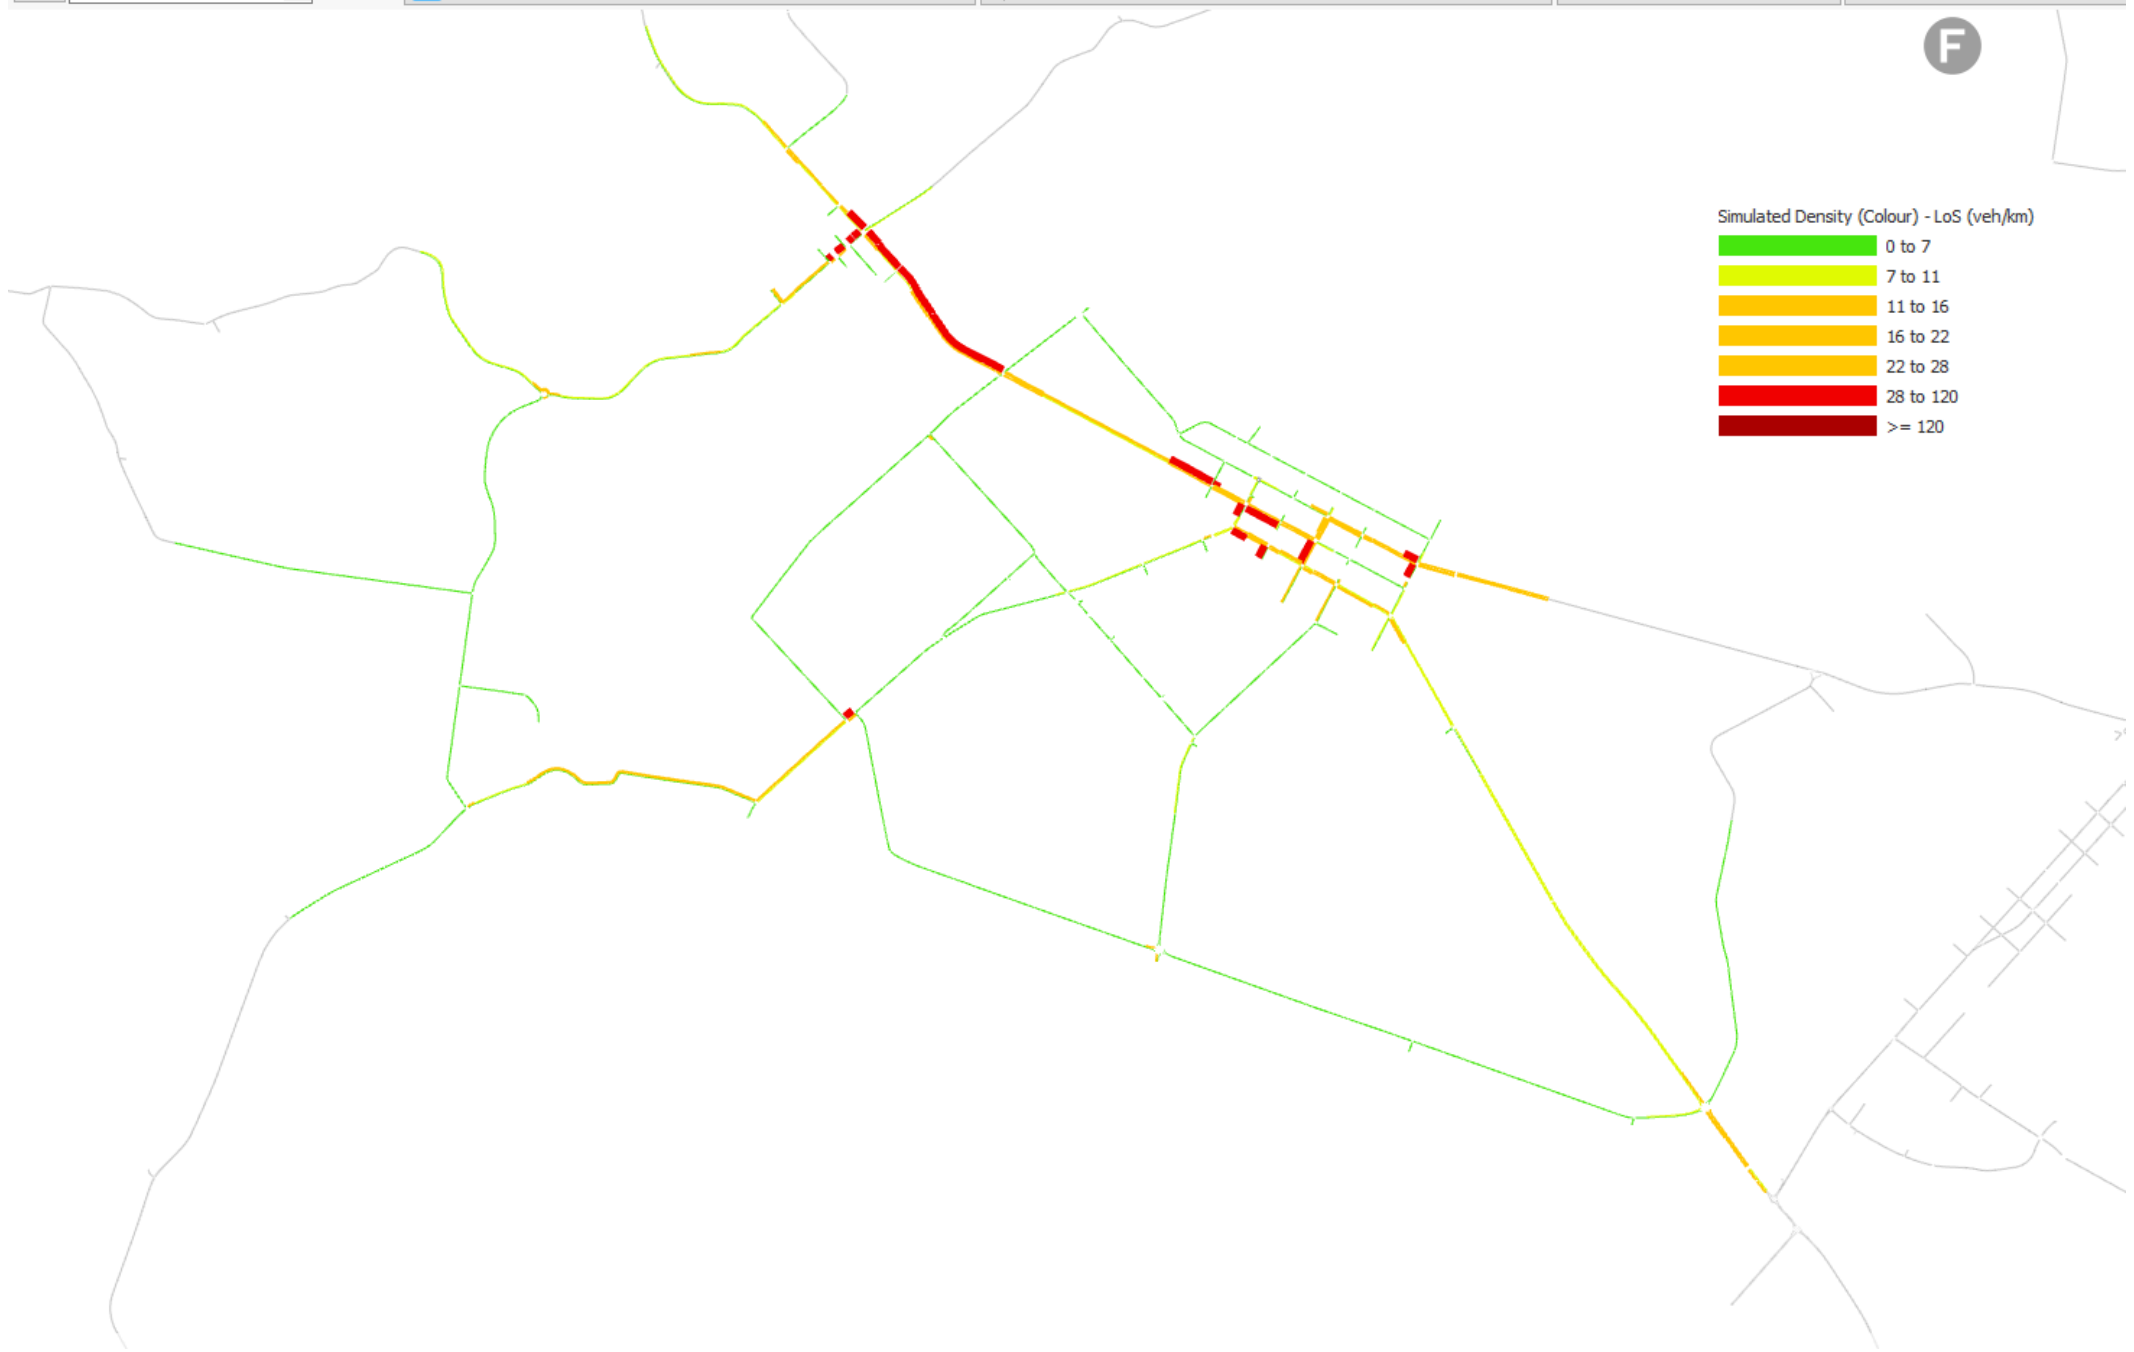 F
Simulated Density (Colour) - LoS (veh/km)
0 to 7
7 to 11
11 to 16
16 to 22
22 to 28
28 to 120
>= 120